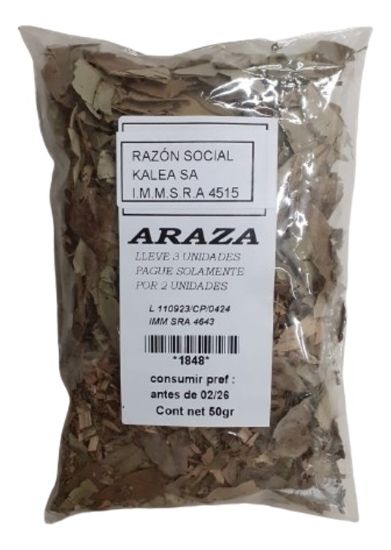 RAZÓN SOCIAL
KALEA SA
I.M.M.S.R.A 4515
ARAZA
LLEVE 3 UNIDADES
PAGUE SOLAMENTE
POR 2 UNIDADES
L 110923/CP/0424
IMM SRA 4643
*1848*
consumir pref :
antes de 02/26
Cont net 50gr